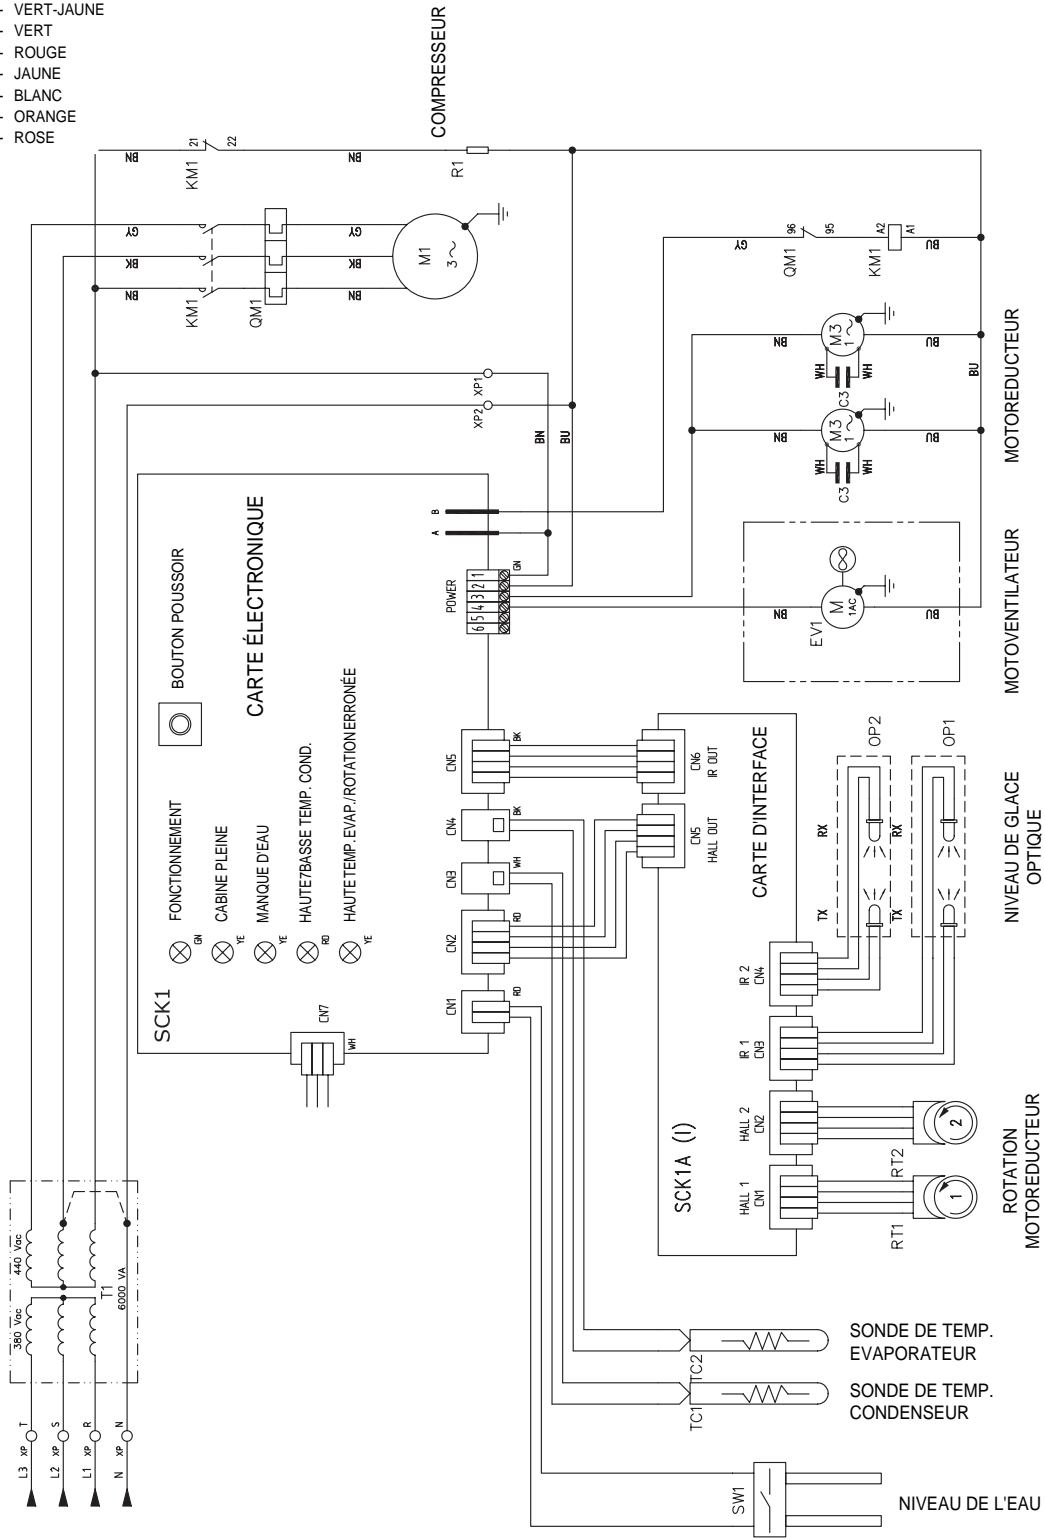 - VERT-JAUNE
- VERT
- ROUGE
- JAUNE
- BLANC
- ORANGE
- ROSE
COMPRESSEUR
BN
KM1
21
22
BN
R1
GY
BK
BN
KM1
QM1
GY
BK
BN
M1
3~
XP1
XP2
BN
BU
GY
QM1
96
95
KM1
A2
A1
BU
BN
M3
1~
WH
WH
C3
BU
BU
BN
M3
1~
WH
WH
C3
BU
MOTOREDUCTEUR
BN
EV1
M
1AC
BU
MOTOVENTILATEUR
SCK1
CARTE ÉLECTRONIQUE
BOUTON POUSSOIR
FONCTIONNEMENT
GN
CABINE PLEINE
YE
MANQUE D'EAU
YE
HAUTE7BASSE TEMP. COND.
RD
HAUTE TEMP. EVAP./ROTATION ERRONÉE
YE
CN7
WH
A
B
POWER
6 5 4 3 2 1
GN
CN5
BK
CN4
BK
CN3
WH
CN2
RD
CN1
RD
CARTE D'INTERFACE
SCK1A (I)
CN6
IR OUT
CN5
HALL OUT
IR 2
CN4
IR 1
CN3
HALL 2
CN2
HALL 1
CN1
TX
RX
OP2
TX
RX
OP1
NIVEAU DE GLACE
OPTIQUE
RT2
2
RT1
1
ROTATION
MOTOREDUCTEUR
440 Vac
380 Vac
T1
6000 VA
L3 XP T
L2 XP S
L1 XP R
N XP N
TC2
SONDE DE TEMP.
EVAPORATEUR
TC1
SONDE DE TEMP.
CONDENSEUR
SW1
NIVEAU DE L'EAU